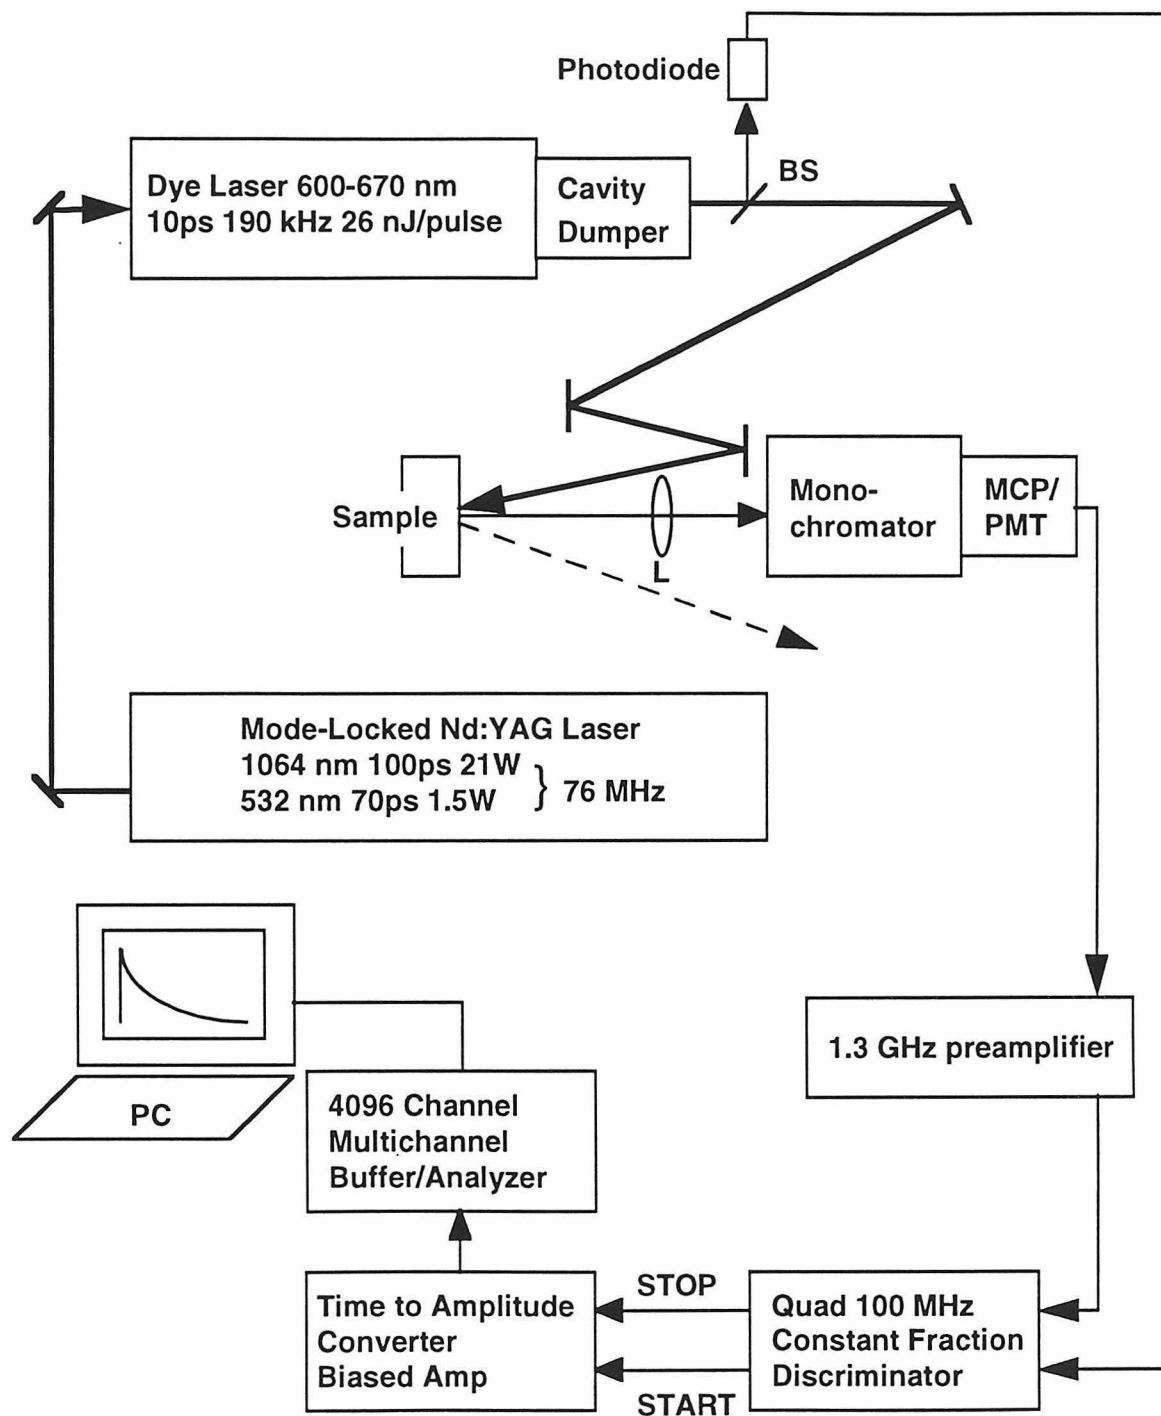 Photodiode
BS
Dye Laser 600-670 nm
10ps 190 kHz 26 nJ/pulse
Cavity
Dumper
Sample
L
Mono-
chromator
MCP/
PMT
Mode-Locked Nd:YAG Laser
1064 nm 100ps 21W
532 nm 70ps 1.5W
} 76 MHz
PC
4096 Channel
Multichannel
Buffer/Analyzer
1.3 GHz preamplifier
Time to Amplitude
Converter
Biased Amp
STOP
START
Quad 100 MHz
Constant Fraction
Discriminator